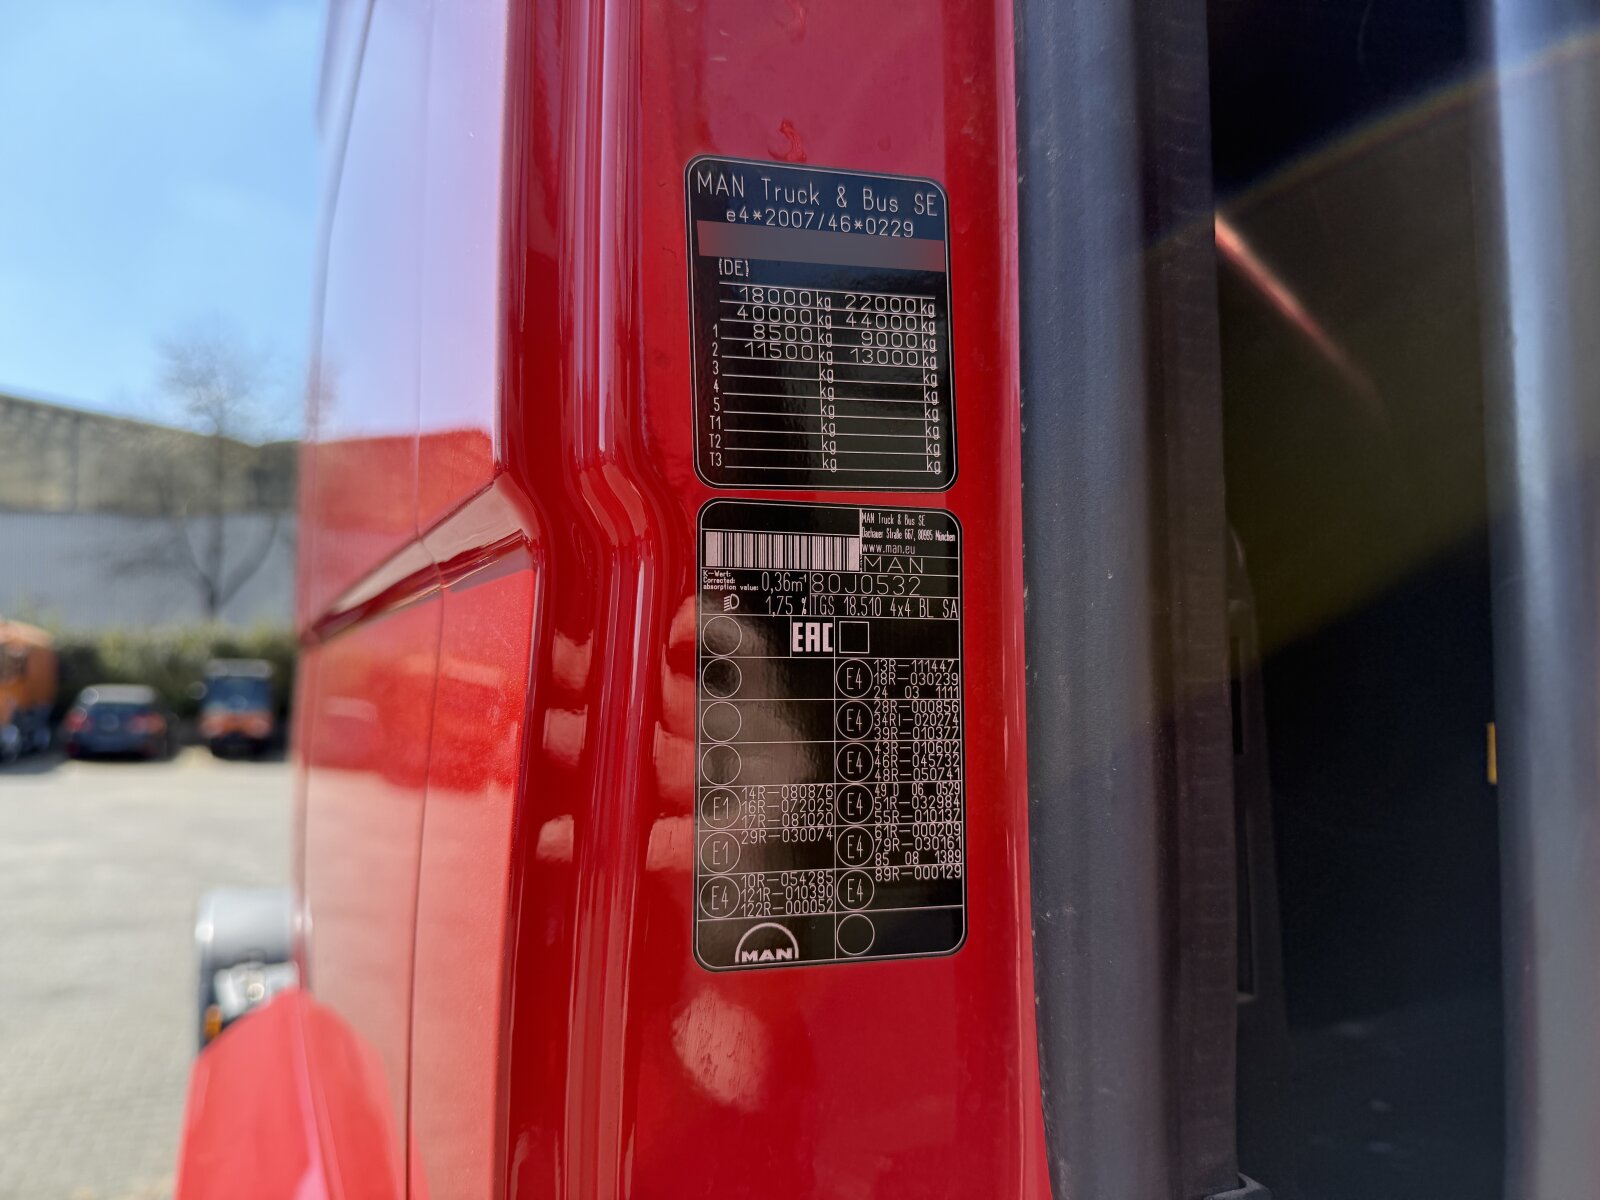 MAN Truck & Bus SE
e4*2007/46*0229
(DE)
18000 kg 22000 kg
40000 kg 44000 kg
1 8500 kg 9000 kg
2 11500 kg 13000 kg
3 kg kg
4 kg kg
5 kg kg
T1 kg kg
T2 kg kg
T3 kg kg
MAN Truck & Bus SE
Dachauer Straße 667, 80995 München
www.man.eu
MAN
K-Wert:
Corrected
absorption value: 0,36m-1 80J0532
1,75 % TGS 18.510 4x4 BL SA
EAC
E4 13R-111447
18R-030239
24 03 1111
E4 28R-000856
34RI-020274
39R-010377
E4 43R-010602
46R-045732
48R-050741
E1 14R-080876
16R-072025
17R-081020
E4 49 D 06 0529
51R-032984
55R-010137
E1 29R-030074
E4 61R-000209
79R-030161
85 08 1389
E4 10R-054285
121R-010390
122R-000052
E4 89R-000129
MAN